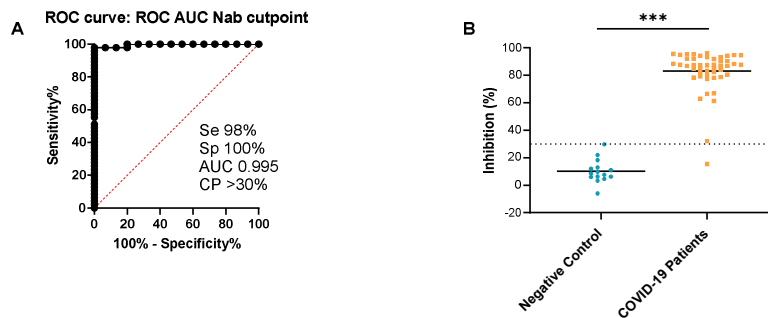 A
ROC curve: ROC AUC Nab cutpoint
Sensitivity%
100
80
60
40
20
0
Se 98%
Sp 100%
AUC 0.995
CP >30%
0 20 40 60 80 100
100% - Specificity%
B
***
Inhibition (%)
100
80
60
40
20
0
-20
Negative Control
COVID-19 Patients